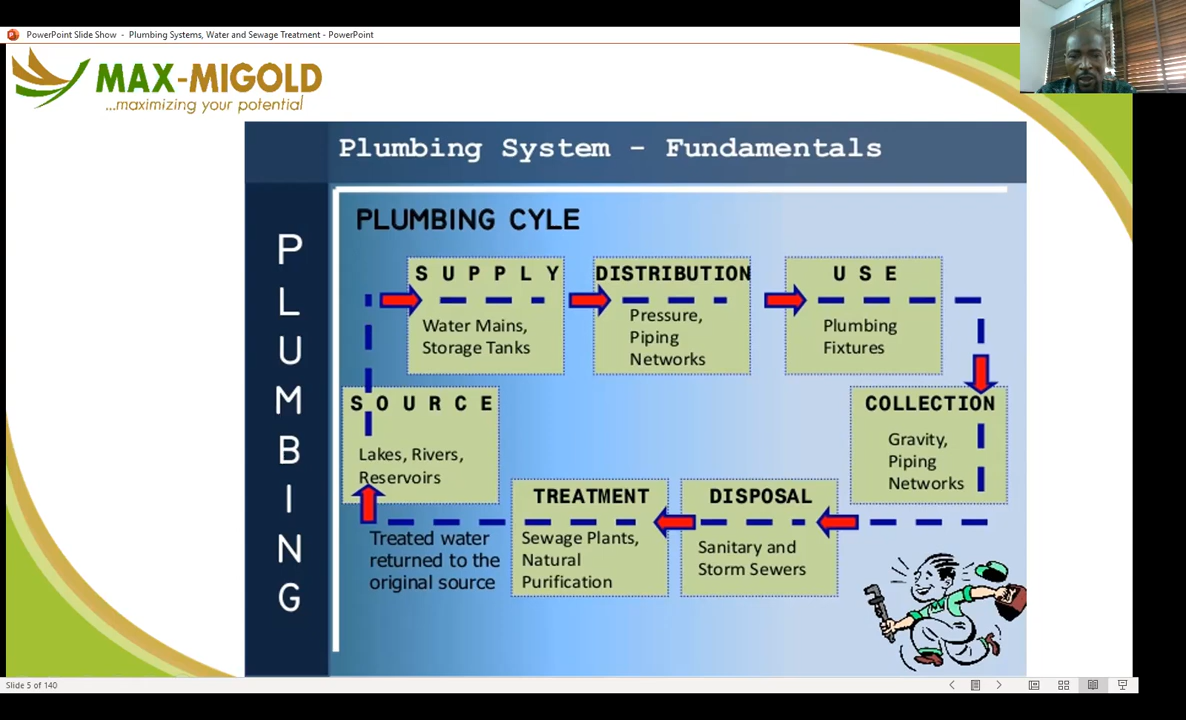 PowerPoint Slide Show - Plumbing Systems, Water and Sewage Treatment - PowerPoint
MAX-MIGOLD
...maximizing your potential
Plumbing System - Fundamentals
PLUMBING
PLUMBING CYLE
SUPPLY
Water Mains,
Storage Tanks
DISTRIBUTION
Pressure,
Piping
Networks
USE
Plumbing
Fixtures
COLLECTION
Gravity,
Piping
Networks
DISPOSAL
Sanitary and
Storm Sewers
TREATMENT
Sewage Plants,
Natural
Purification
Treated water
returned to the
original source
SOURCE
Lakes, Rivers,
Reservoirs
Slide 5 of 140